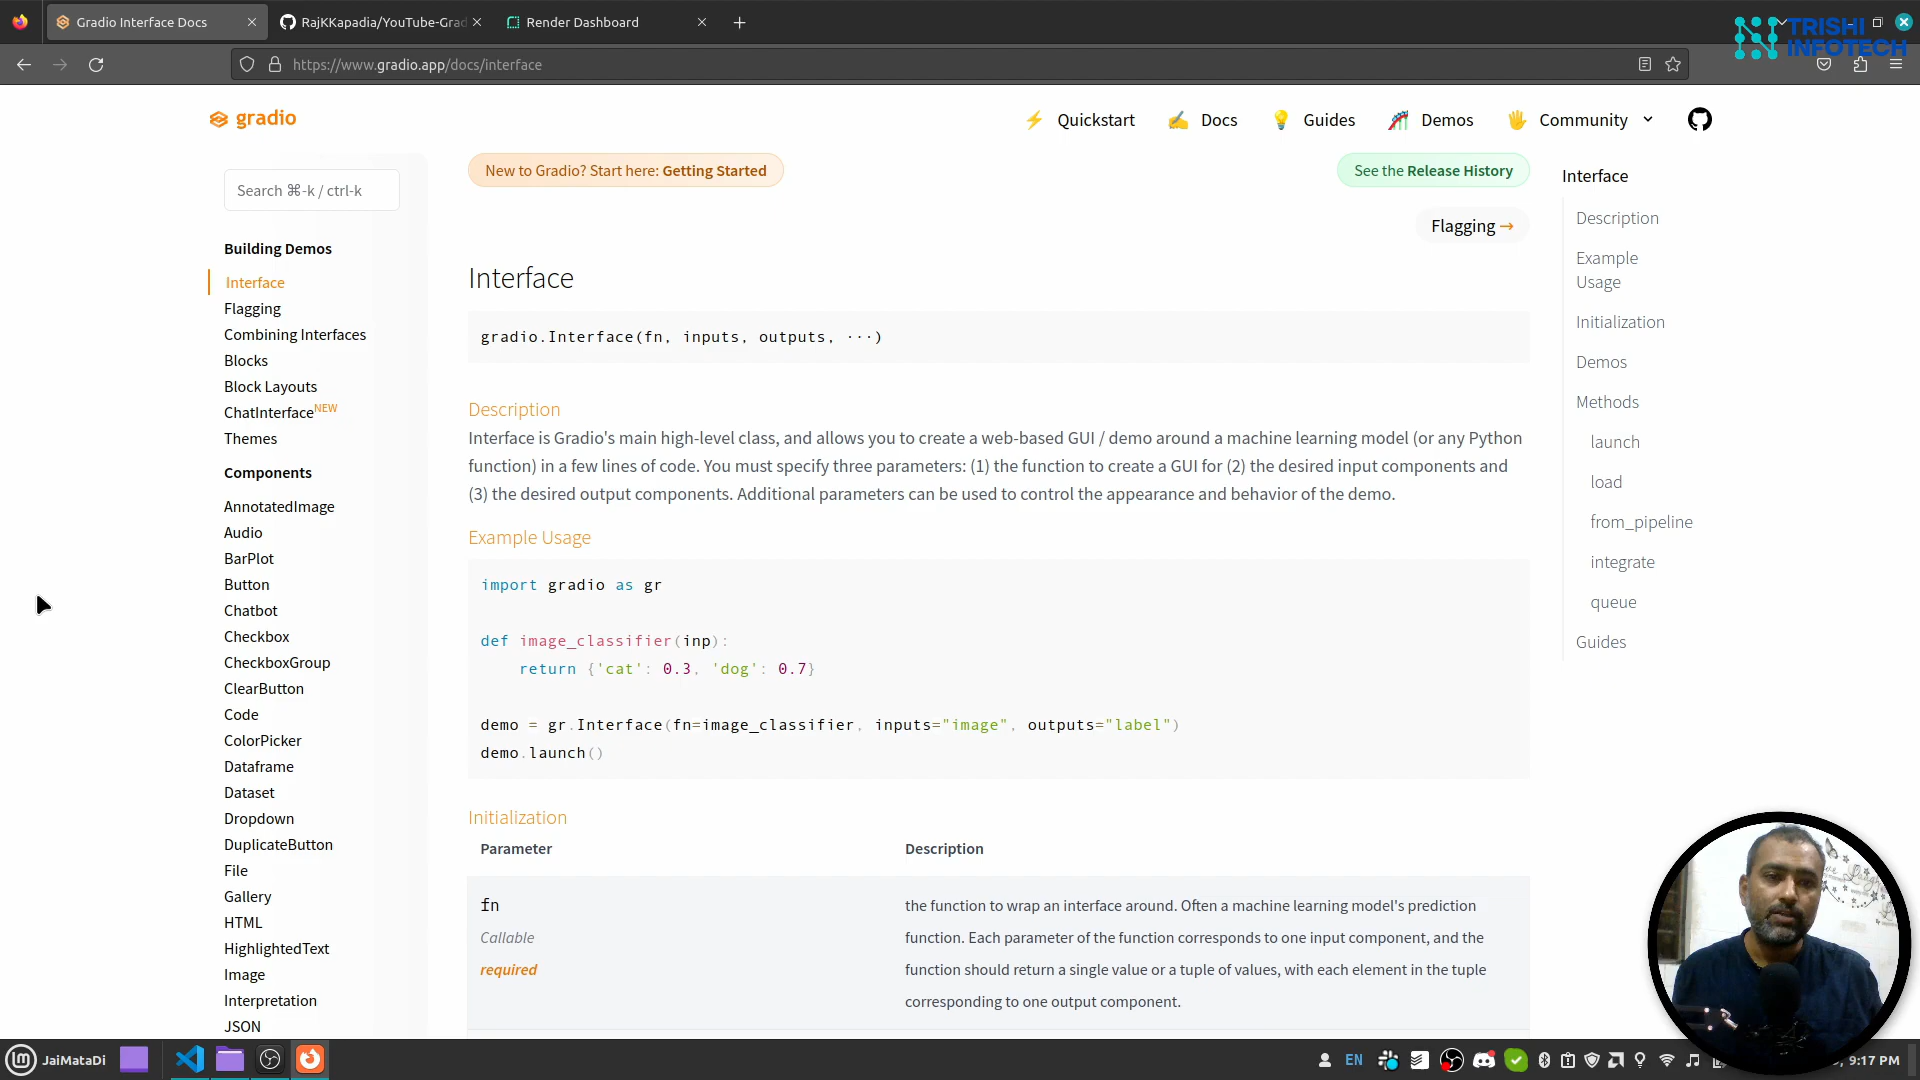 Gradio Interface Docs
RajKKapadia/YouTube-Grad
Render Dashboard
TRISHI
INFOTECH
https://www.gradio.app/docs/interface
gradio
⚡ Quickstart
✍️ Docs
💡 Guides
🎢 Demos
🖐 Community
Search ⌘-k / ctrl-k
Building Demos
Interface
Flagging
Combining Interfaces
Blocks
Block Layouts
ChatInterface NEW
Themes
Components
AnnotatedImage
Audio
BarPlot
Button
Chatbot
Checkbox
CheckboxGroup
ClearButton
Code
ColorPicker
Dataframe
Dataset
Dropdown
DuplicateButton
File
Gallery
HTML
HighlightedText
Image
Interpretation
JSON
New to Gradio? Start here: Getting Started
See the Release History
Flagging →
Interface
gradio.Interface(fn, inputs, outputs, ···)
Description
Interface is Gradio's main high-level class, and allows you to create a web-based GUI / demo around a machine learning model (or any Python
function) in a few lines of code. You must specify three parameters: (1) the function to create a GUI for (2) the desired input components and
(3) the desired output components. Additional parameters can be used to control the appearance and behavior of the demo.
Example Usage
import gradio as gr
def image_classifier(inp):
    return {'cat': 0.3, 'dog': 0.7}
demo = gr.Interface(fn=image_classifier, inputs="image", outputs="label")
demo.launch()
Initialization
Parameter
Description
fn
Callable
required
the function to wrap an interface around. Often a machine learning model's prediction
function. Each parameter of the function corresponds to one input component, and the
function should return a single value or a tuple of values, with each element in the tuple
corresponding to one output component.
Interface
Description
Example
Usage
Initialization
Demos
Methods
launch
load
from_pipeline
integrate
queue
Guides
JaiMataDi
EN
9:17 PM